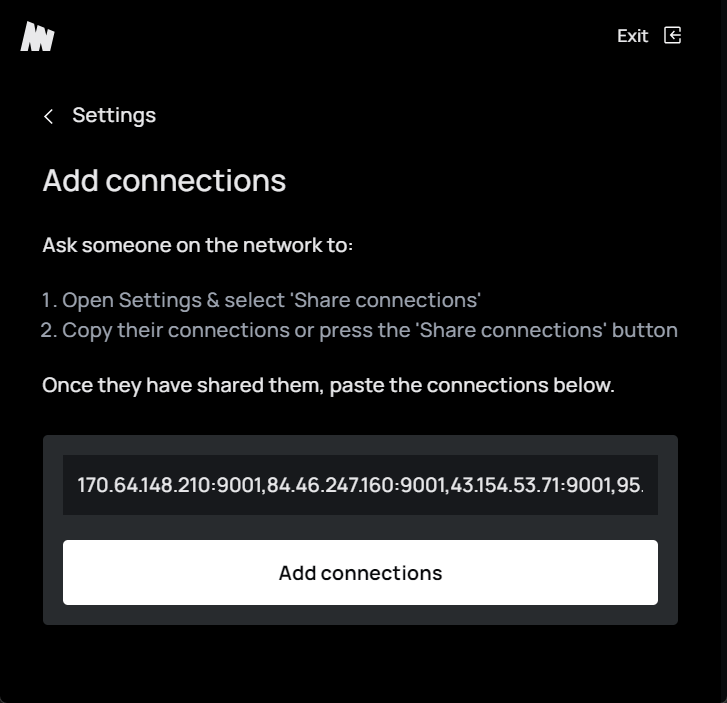 Exit
Settings
Add connections
Ask someone on the network to:
1. Open Settings & select 'Share connections'
2. Copy their connections or press the 'Share connections' button
Once they have shared them, paste the connections below.
170.64.148.210:9001,84.46.247.160:9001,43.154.53.71:9001,95.
Add connections